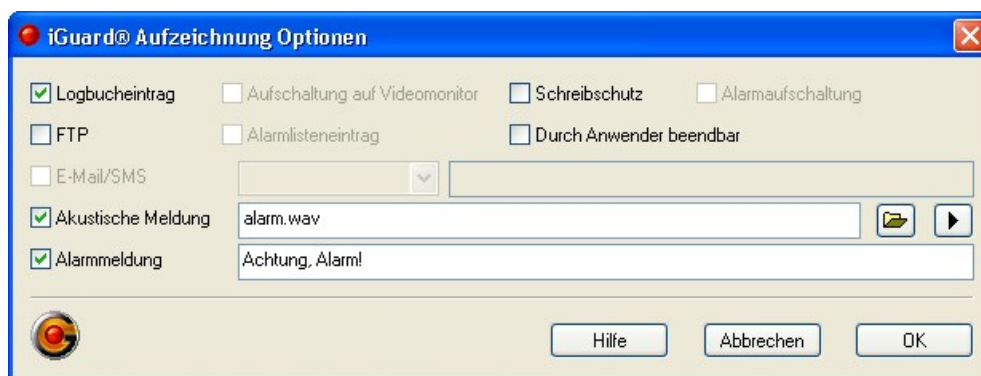 iGuard® Aufzeichnung Optionen
Logbucheintrag Aufschaltung auf Videomonitor Schreibschutz Alarmaufschaltung
FTP Alarmlisteneintrag Durch Anwender beendbar
E-Mail/SMS
Akustische Meldung alarm.wav
Alarmmeldung Achtung, Alarm!
Hilfe Abbrechen OK